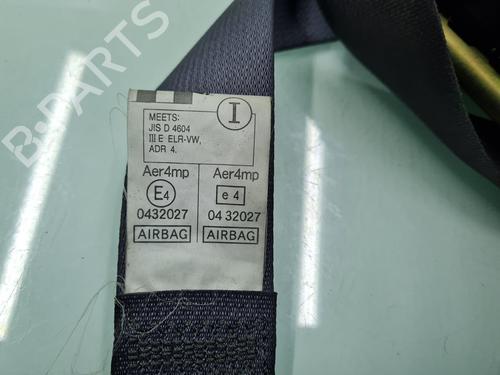 B-PARTS
I
MEETS:
JIS D 4604
III E ELR-VW,
ADR 4.
Aer4mp Aer4mp
E4 e 4
0432027 04 32027
AIRBAG AIRBAG